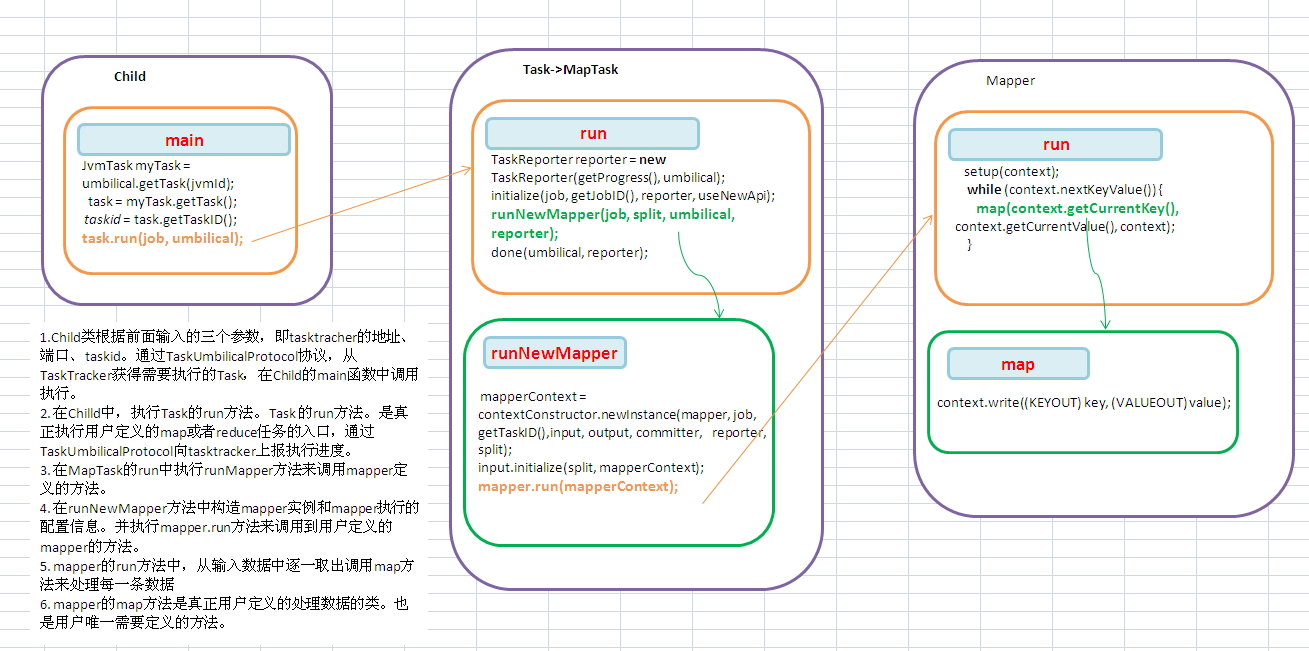 Child
main
JvmTask myTask =
umbilical.getTask(jvmId);
task = myTask.getTask();
taskid = task.getTaskID();
task.run(job, umbilical);
1.Child类根据前面输入的三个参数，即tasktracher的地址、
端口、taskid。通过TaskUmbilicalProtocol协议，从
TaskTracker获得需要执行的Task，在Child的main函数中调用
执行。
2.在Chilld中，执行Task的run方法。Task 的run方法。是真
正执行用户定义的map或者reduce任务的入口，通过
TaskUmbilicalProtocol向tasktracker上报执行进度。
3.在MapTask的run中执行runMapper方法来调用mapper定
义的方法。
4.在runNewMapper方法中构造mapper实例和mapper执行的
配置信息。并执行mapper.run方法来调用到用户定义的
mapper的方法。
5.mapper的run方法中，从输入数据中逐一取出调用map方
法来处理每一条数据
6.mapper的map方法是真正用户定义的处理数据的类。也
是用户唯一需要定义的方法。
Task->MapTask
run
TaskReporter reporter = new
TaskReporter(getProgress(), umbilical);
initialize(job, getJobID(), reporter, useNewApi);
runNewMapper(job, split, umbilical,
reporter);
done(umbilical, reporter);
runNewMapper
mapperContext =
contextConstructor.newInstance(mapper, job,
getTaskID(),input, output, committer, reporter,
split);
input.initialize(split, mapperContext);
mapper.run(mapperContext);
Mapper
run
setup(context);
while (context.nextKeyValue()) {
map(context.getCurrentKey(),
context.getCurrentValue(), context);
}
map
context.write((KEYOUT) key, (VALUEOUT) value);